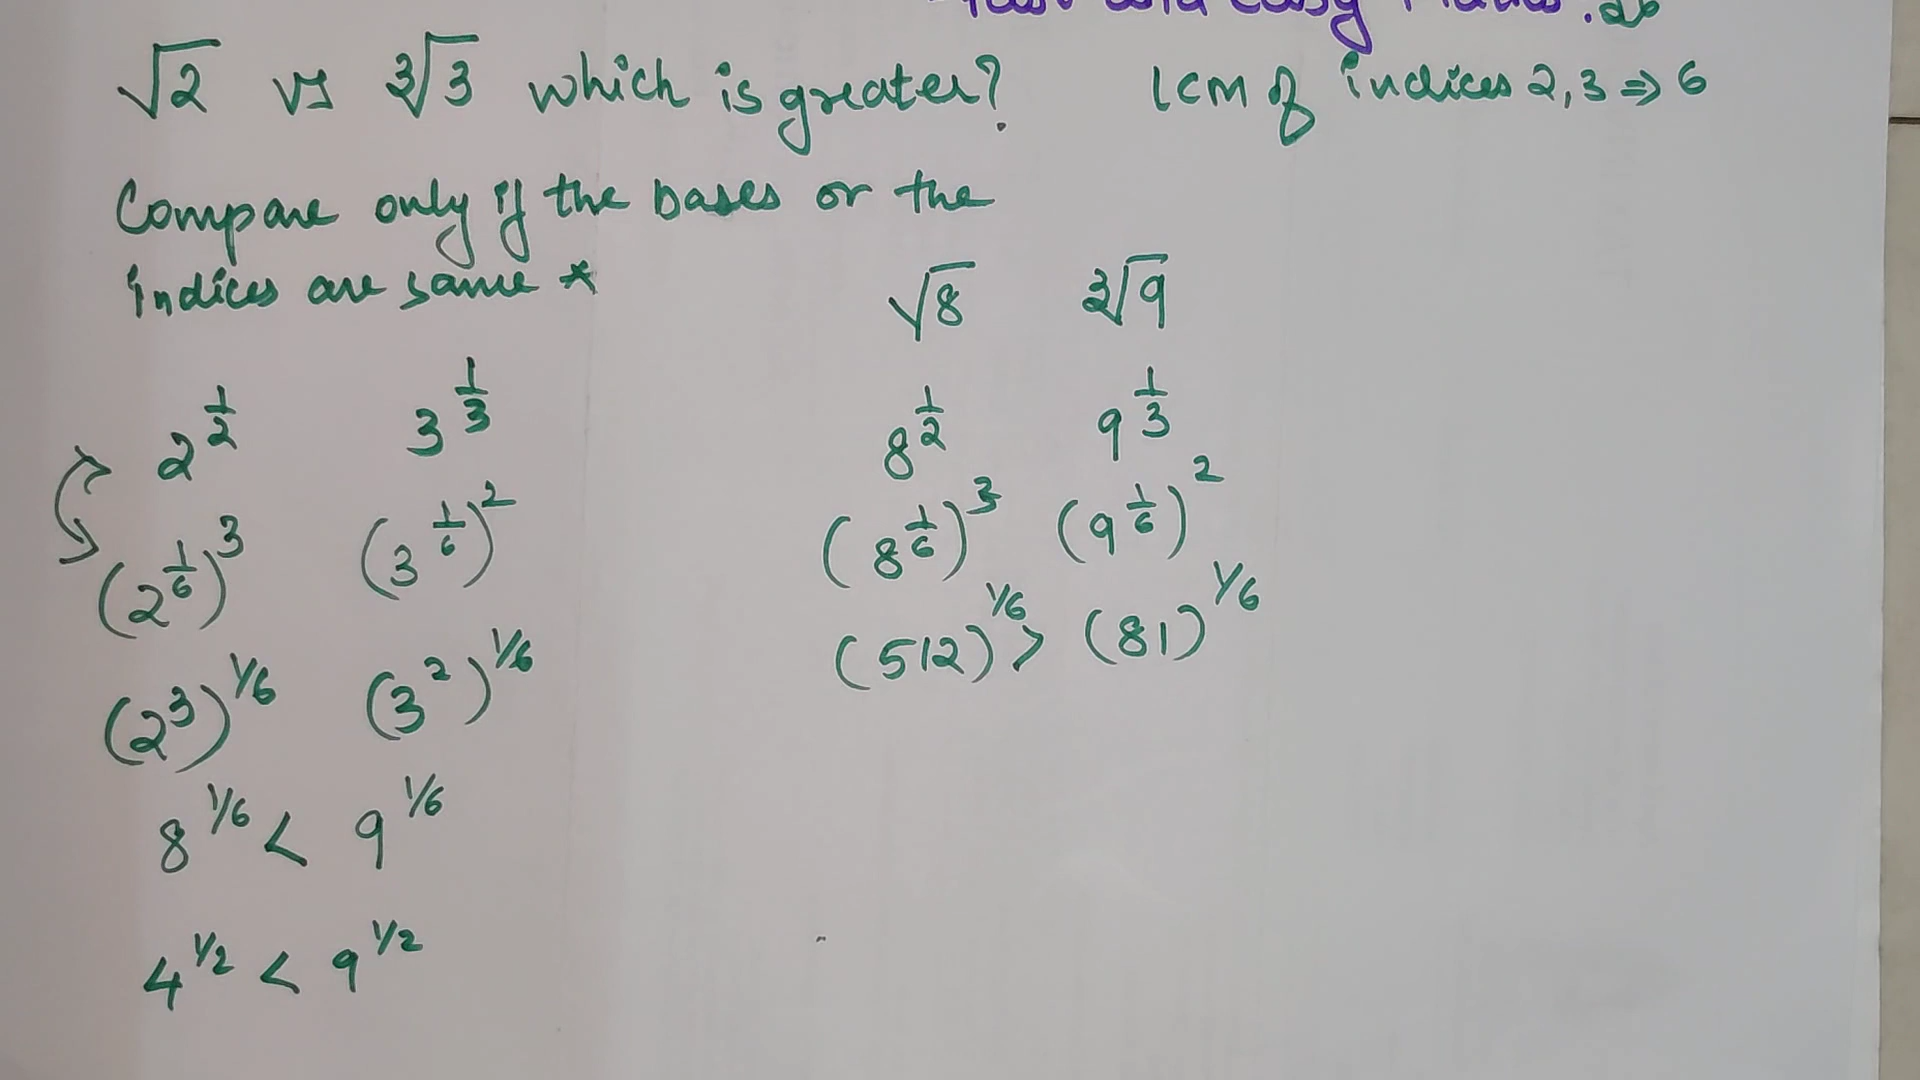 and easy
√2 vs ∛3 which is greater?
LCM of indices 2,3 ⇒ 6
Compare only if the bases or the
indices are same *
2^(1/2) 3^(1/3)
(2^(1/6))^3 (3^(1/6))^2
(2^3)^(1/6) (3^2)^(1/6)
8^(1/6) < 9^(1/6)
4^(1/2) < 9^(1/2)
√8 ∛9
8^(1/2) 9^(1/3)
(8^(1/6))^3 (9^(1/6))^2
(512)^(1/6) > (81)^(1/6)